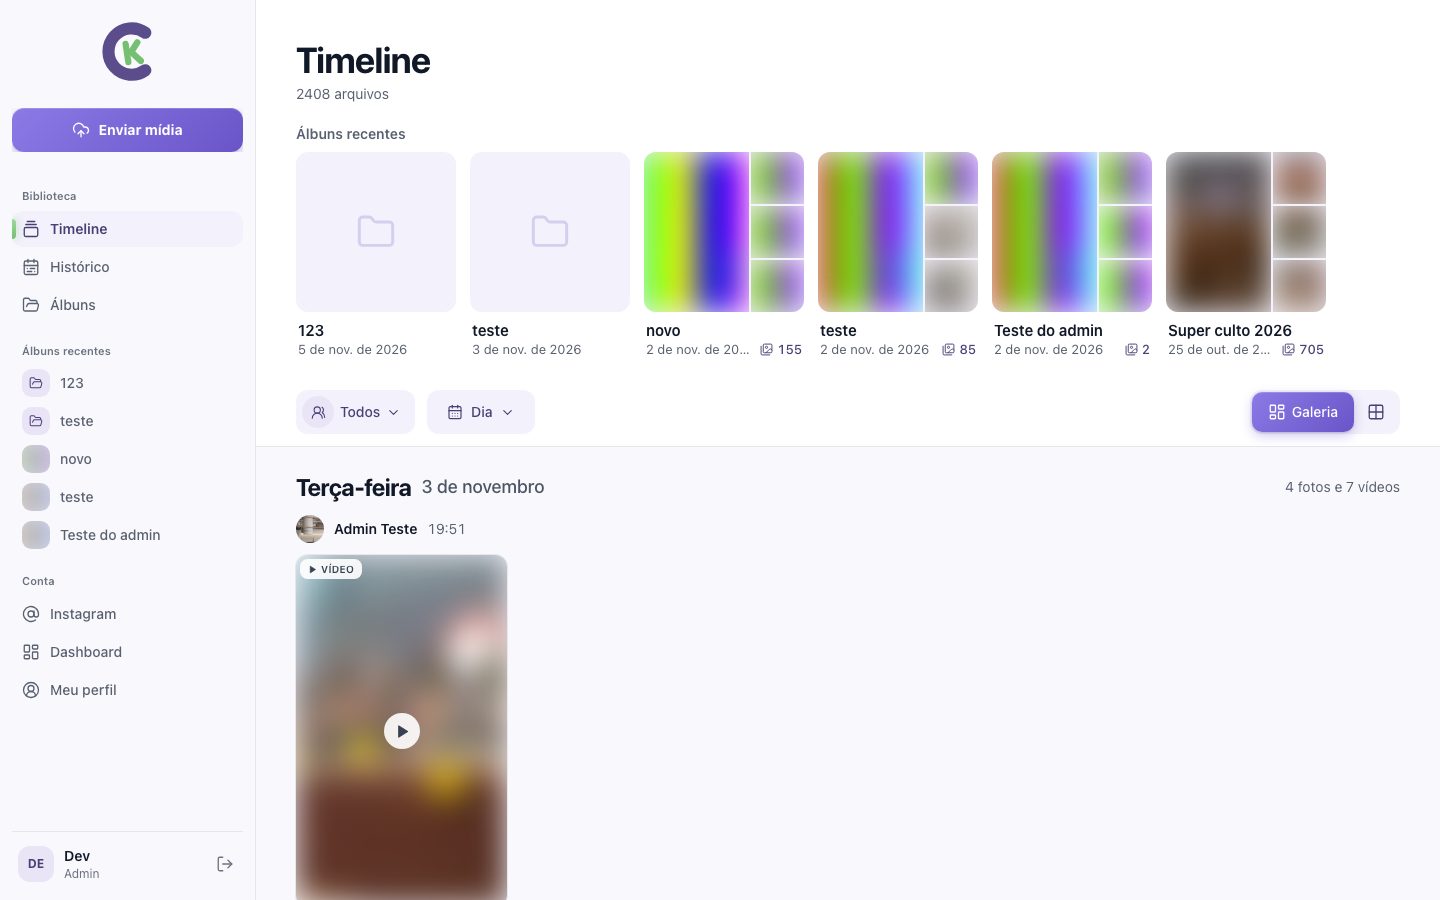 CK
Enviar mídia
Biblioteca
Timeline
Histórico
Álbuns
Álbuns recentes
123
teste
novo
teste
Teste do admin
Conta
Instagram
Dashboard
Meu perfil
DE
Dev
Admin
Timeline
2408 arquivos
Álbuns recentes
123
5 de nov. de 2026
teste
3 de nov. de 2026
novo
2 de nov. de 20... 155
teste
2 de nov. de 2026 85
Teste do admin
2 de nov. de 2026 2
Super culto 2026
25 de out. de 2... 705
Todos
Dia
Galeria
Terça-feira 3 de novembro
4 fotos e 7 vídeos
Admin Teste 19:51
VÍDEO